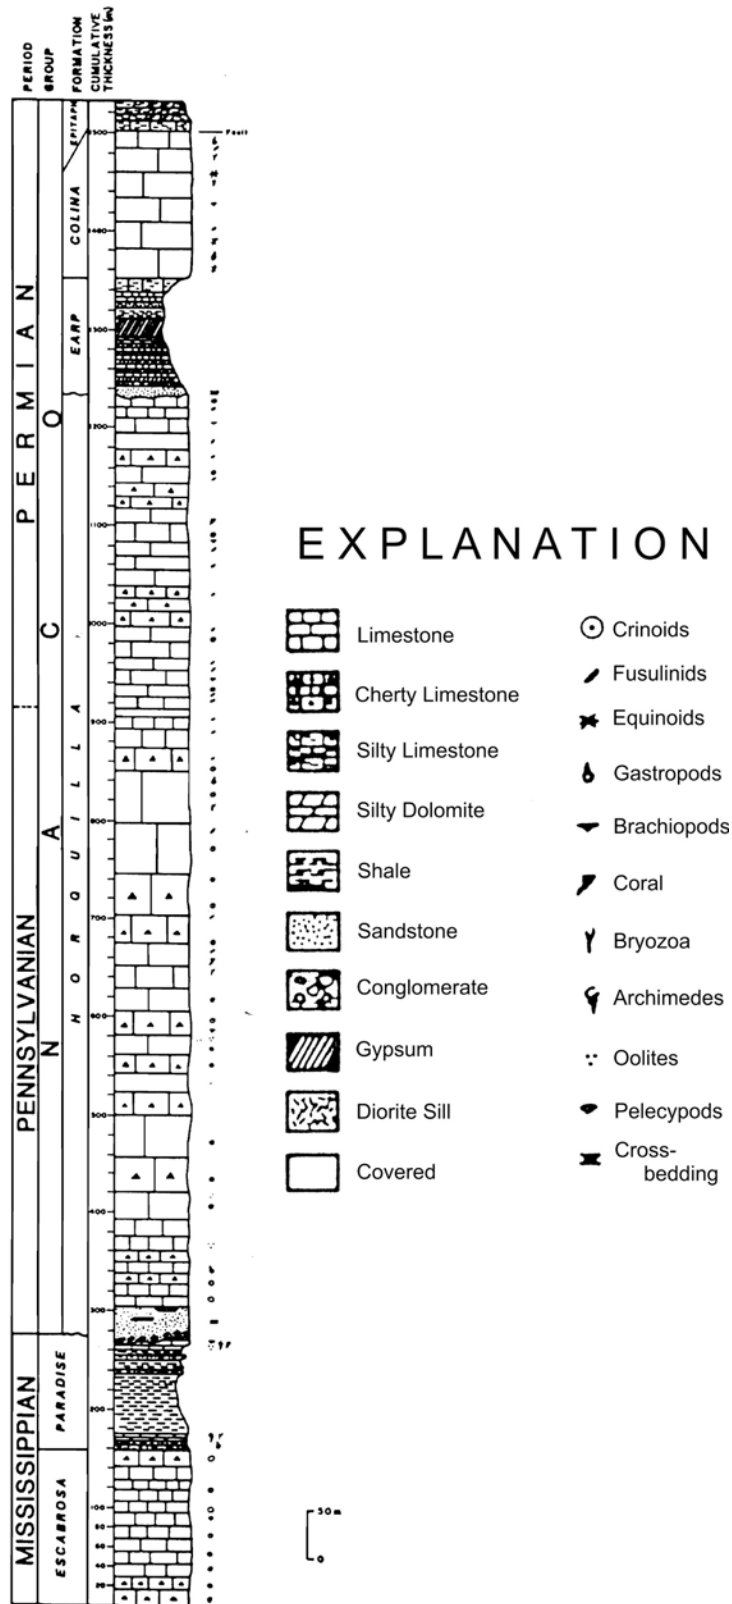 PERIOD
GROUP
FORMATION
CUMULATIVE
THICKNESS (m)
EPITAPH
COLINA
EARP
HORQUILLA
PARADISE
ESCABROSA
PERMIAN
PENNSYLVANIAN
MISSISSIPPIAN
NACO
1500
Fault
1400
1300
1200
1100
1000
900
800
700
600
500
400
300
200
100
80
60
40
20
EXPLANATION
Limestone
Cherty Limestone
Silty Limestone
Silty Dolomite
Shale
Sandstone
Conglomerate
Gypsum
Diorite Sill
Covered
Crinoids
Fusulinids
Equinoids
Gastropods
Brachiopods
Coral
Bryozoa
Archimedes
Oolites
Pelecypods
Cross-
bedding
50 m
0